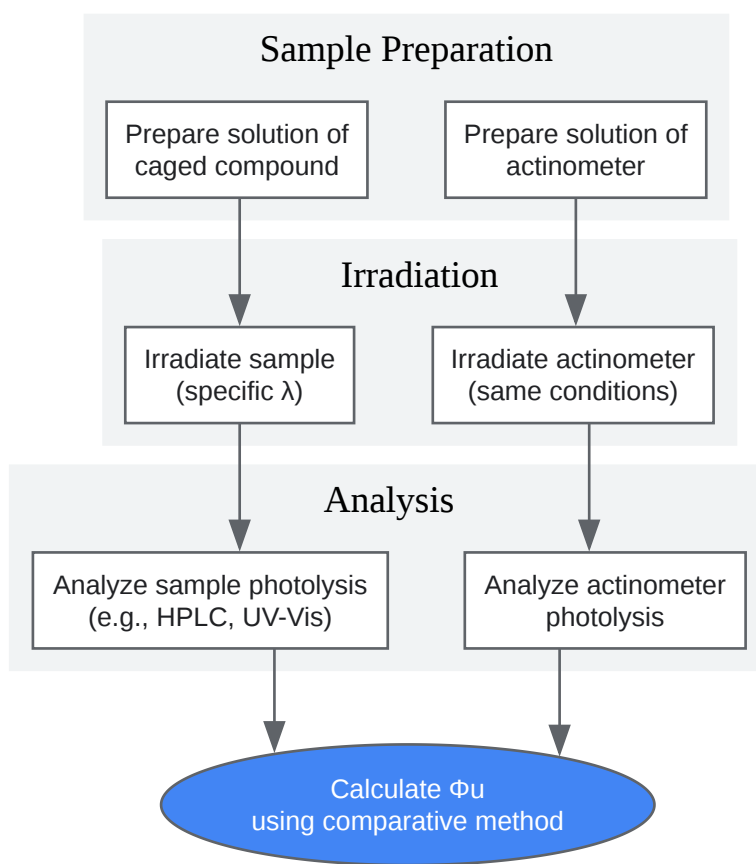 Sample Preparation
Prepare solution of
caged compound
Prepare solution of
actinometer
Irradiation
Irradiate sample
(specific λ)
Irradiate actinometer
(same conditions)
Analysis
Analyze sample photolysis
(e.g., HPLC, UV-Vis)
Analyze actinometer
photolysis
Calculate Φu
using comparative method